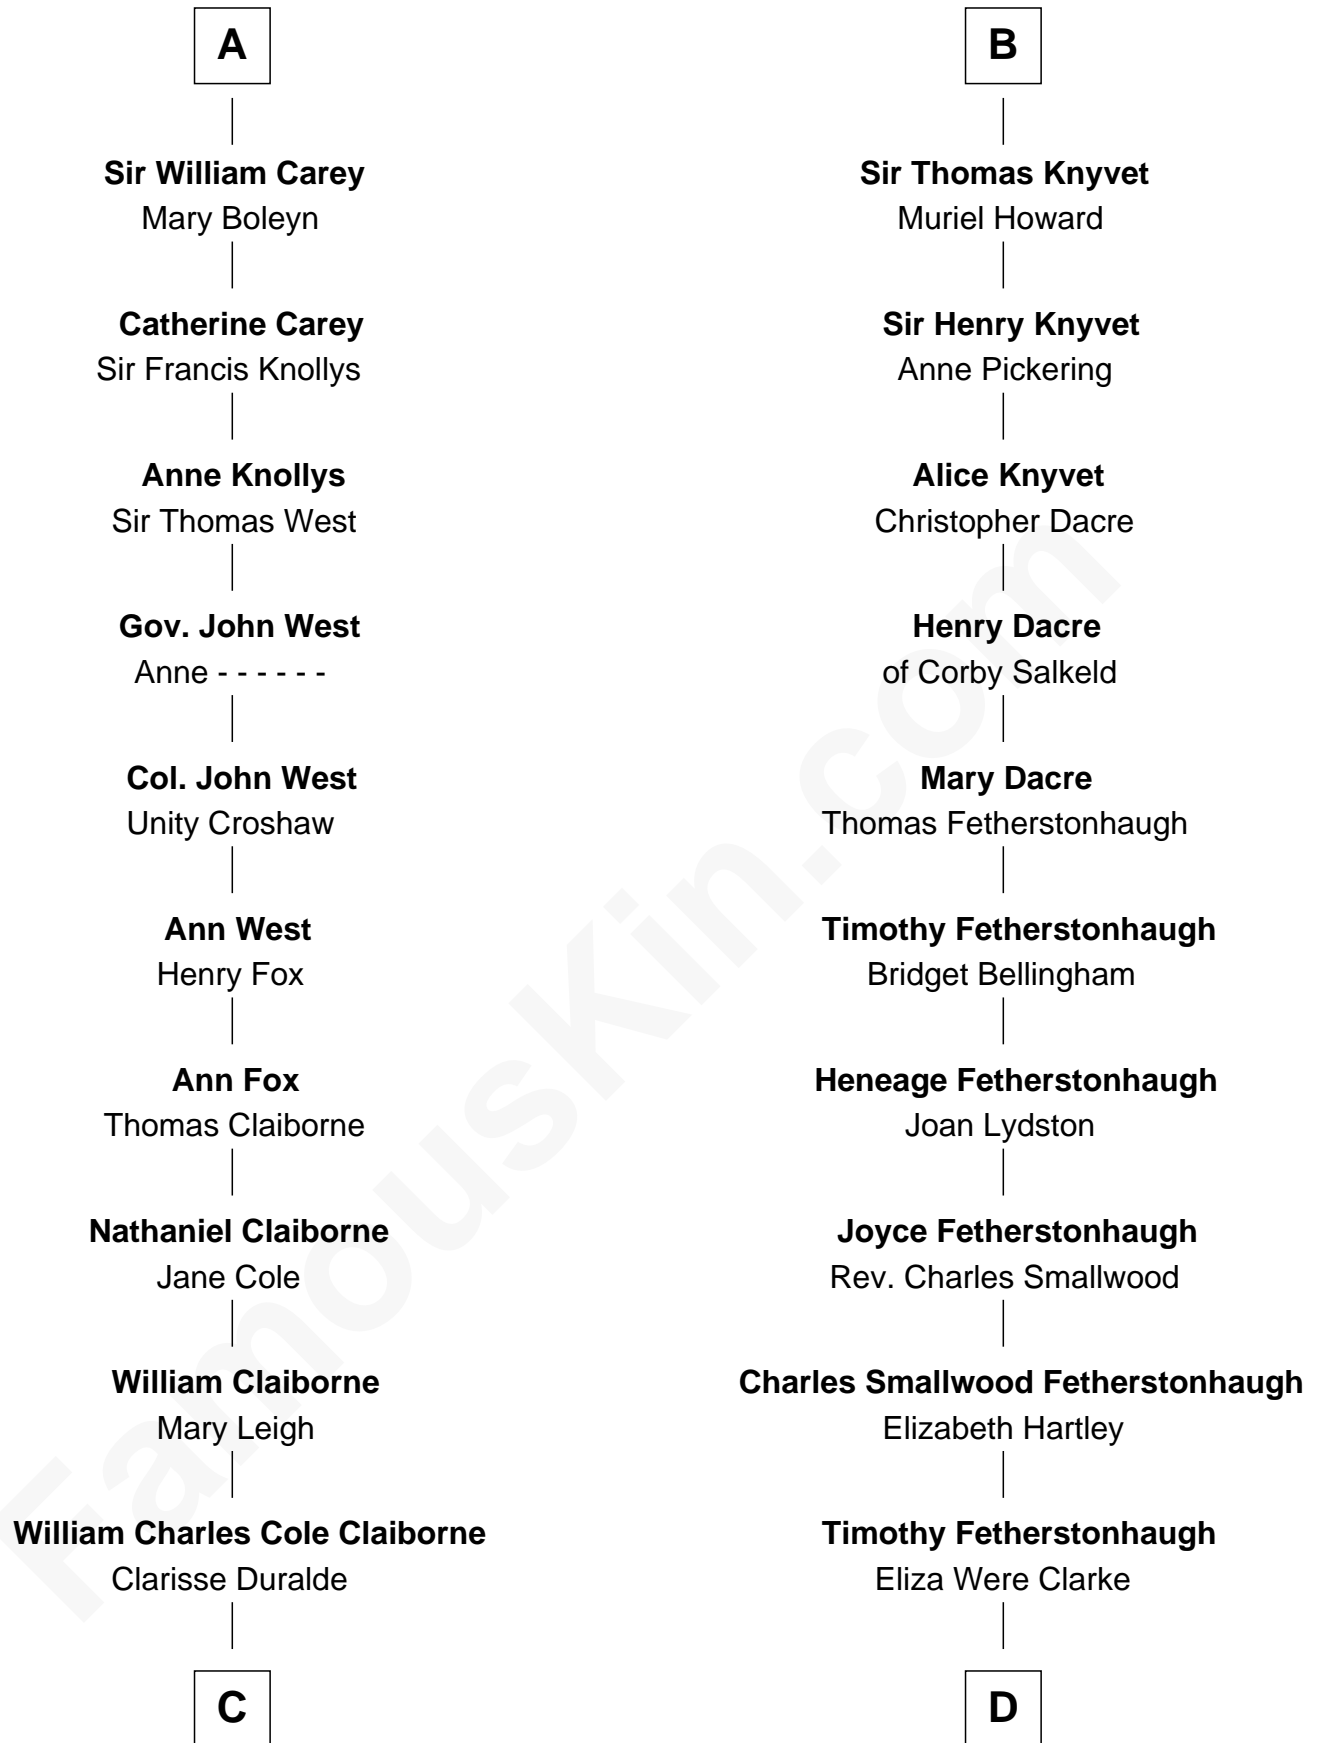 A
Sir William Carey
Mary Boleyn
Catherine Carey
Sir Francis Knollys
Anne Knollys
Sir Thomas West
Gov. John West
Anne - - - - - -
Col. John West
Unity Croshaw
Ann West
Henry Fox
Ann Fox
Thomas Claiborne
Nathaniel Claiborne
Jane Cole
William Claiborne
Mary Leigh
William Charles Cole Claiborne
Clarisse Duralde
C
B
Sir Thomas Knyvet
Muriel Howard
Sir Henry Knyvet
Anne Pickering
Alice Knyvet
Christopher Dacre
Henry Dacre
of Corby Salkeld
Mary Dacre
Thomas Fetherstonhaugh
Timothy Fetherstonhaugh
Bridget Bellingham
Heneage Fetherstonhaugh
Joan Lydston
Joyce Fetherstonhaugh
Rev. Charles Smallwood
Charles Smallwood Fetherstonhaugh
Elizabeth Hartley
Timothy Fetherstonhaugh
Eliza Were Clarke
D
FamousKin.com